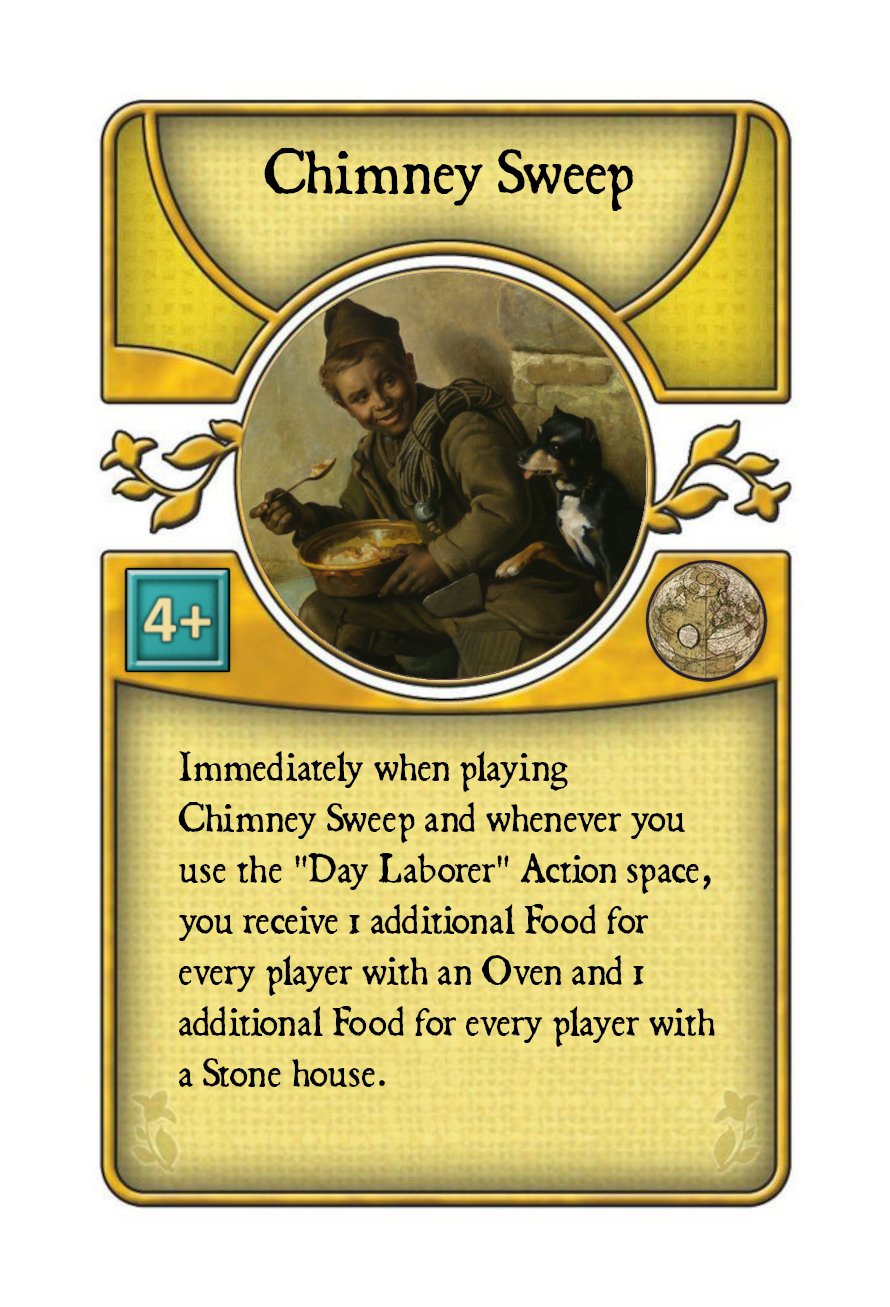 Chimney Sweep
4+
Immediately when playing
Chimney Sweep and whenever you
use the "Day Laborer" Action space,
you receive 1 additional Food for
every player with an Oven and 1
additional Food for every player with
a Stone house.